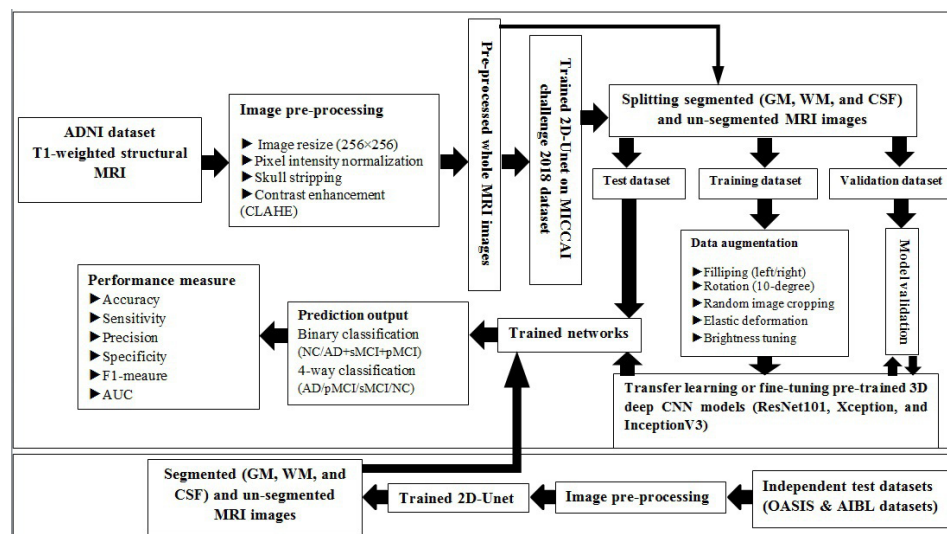 ADNI dataset
T1-weighted structural
MRI
Image pre-processing
► Image resize (256×256)
►Pixel intensity normalization
►Skull stripping
►Contrast enhancement
(CLAHE)
Pre-processed whole MRI images
Trained 2D-Unet on MICCAI
challenge 2018 dataset
Splitting segmented (GM, WM, and CSF)
and un-segmented MRI images
Test dataset
Training dataset
Validation dataset
Data augmentation
►Filliping (left/right)
►Rotation (10-degree)
►Random image cropping
►Elastic deformation
►Brightness tuning
Model validation
Transfer learning or fine-tuning pre-trained 3D
deep CNN models (ResNet101, Xception, and
InceptionV3)
Trained networks
Prediction output
Binary classification
(NC/AD+sMCI+pMCI)
4-way classification
(AD/pMCI/sMCI/NC)
Performance measure
►Accuracy
►Sensitivity
►Precision
►Specificity
►F1-meaure
►AUC
Segmented (GM, WM, and
CSF) and un-segmented
MRI images
Trained 2D-Unet
Image pre-processing
Independent test datasets
(OASIS & AIBL datasets)